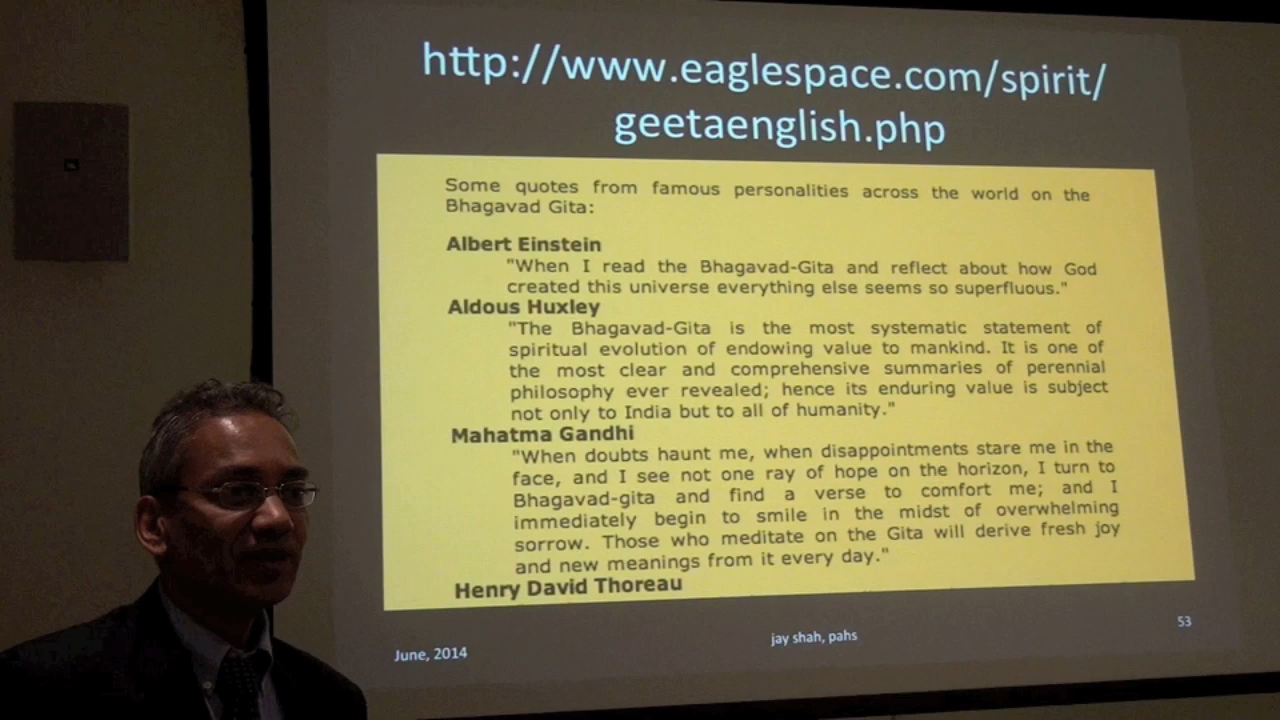 http://www.eaglespace.com/spirit/
geetaenglish.php
Some quotes from famous personalities across the world on the
Bhagavad Gita:
Albert Einstein
"When I read the Bhagavad-Gita and reflect about how God
created this universe everything else seems so superfluous."
Aldous Huxley
"The Bhagavad-Gita is the most systematic statement of
spiritual evolution of endowing value to mankind. It is one of
the most clear and comprehensive summaries of perennial
philosophy ever revealed; hence its enduring value is subject
not only to India but to all of humanity."
Mahatma Gandhi
"When doubts haunt me, when disappointments stare me in the
face, and I see not one ray of hope on the horizon, I turn to
Bhagavad-gita and find a verse to comfort me; and I
immediately begin to smile in the midst of overwhelming
sorrow. Those who meditate on the Gita will derive fresh joy
and new meanings from it every day."
Henry David Thoreau
June, 2014
jay shah, pahs
53